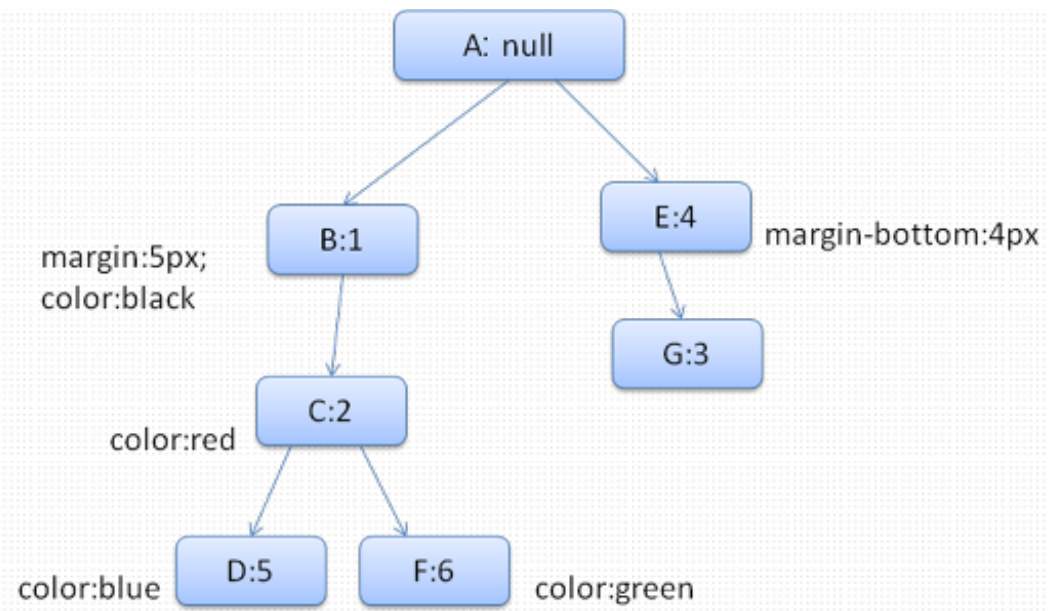 A: null
B:1
E:4
margin-bottom:4px
margin:5px;
color:black
G:3
C:2
color:red
D:5
F:6
color:blue
color:green